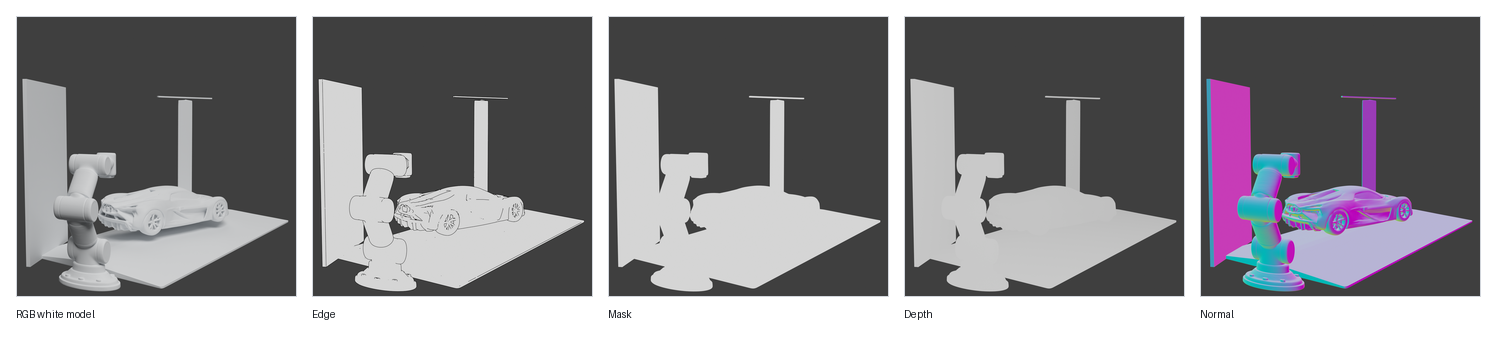 RGB white model
Edge
Mask
Depth
Normal